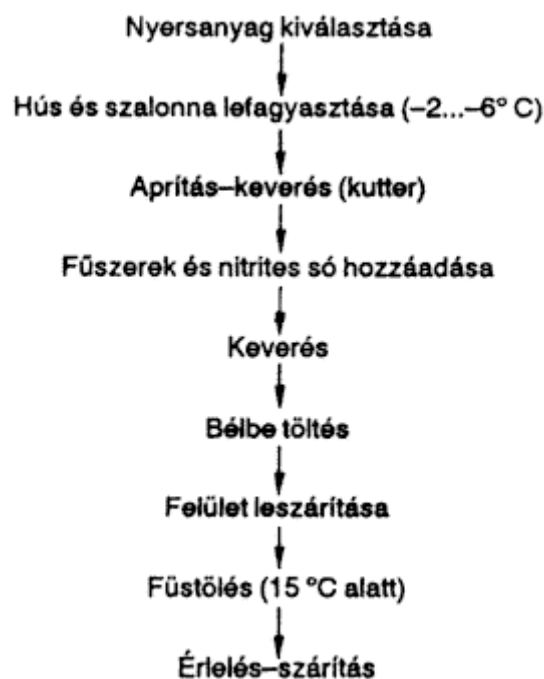 Nyersanyag kiválasztása
Hús és szalonna lefagyasztása (–2...–6° C)
Aprítás–keverés (kutter)
Fűszerek és nitrites só hozzáadása
Keverés
Bélbe töltés
Felület leszárítása
Füstölés (15 °C alatt)
Érlelés–szárítás